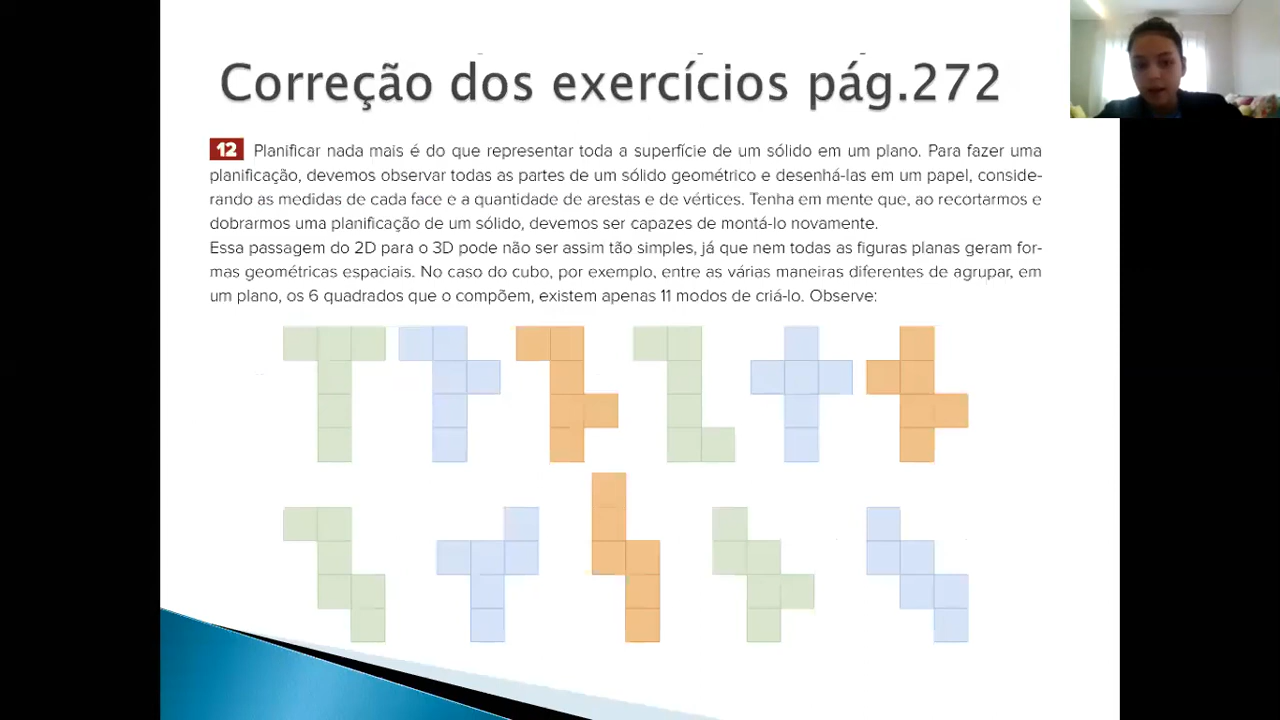 Correção dos exercícios pág.272
12 Planificar nada mais é do que representar toda a superfície de um sólido em um plano. Para fazer uma
planificação, devemos observar todas as partes de um sólido geométrico e desenhá-las em um papel, conside-
rando as medidas de cada face e a quantidade de arestas e de vértices. Tenha em mente que, ao recortarmos e
dobrarmos uma planificação de um sólido, devemos ser capazes de montá-lo novamente.
Essa passagem do 2D para o 3D pode não ser assim tão simples, já que nem todas as figuras planas geram for-
mas geométricas espaciais. No caso do cubo, por exemplo, entre as várias maneiras diferentes de agrupar, em
um plano, os 6 quadrados que o compõem, existem apenas 11 modos de criá-lo. Observe: